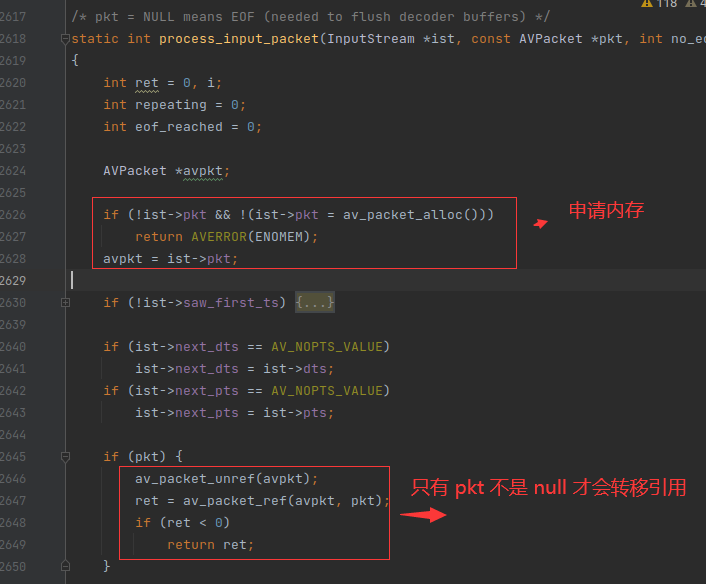 118 4
2617 /* pkt = NULL means EOF (needed to flush decoder buffers) */
2618 static int process_input_packet(InputStream *ist, const AVPacket *pkt, int no_eo
2619 {
2620 int ret = 0, i;
2621 int repeating = 0;
2622 int eof_reached = 0;
2623
2624 AVPacket *avpkt;
2625
2626 if (!ist->pkt && !(ist->pkt = av_packet_alloc())) 申请内存
2627 return AVERROR(ENOMEM);
2628 avpkt = ist->pkt;
2629
2630 if (!ist->saw_first_ts) {...}
2639
2640 if (ist->next_dts == AV_NOPTS_VALUE)
2641 ist->next_dts = ist->dts;
2642 if (ist->next_pts == AV_NOPTS_VALUE)
2643 ist->next_pts = ist->pts;
2644
2645 if (pkt) {
2646 av_packet_unref(avpkt);
2647 ret = av_packet_ref(avpkt, pkt); 只有 pkt 不是 null 才会转移引用
2648 if (ret < 0)
2649 return ret;
2650 }